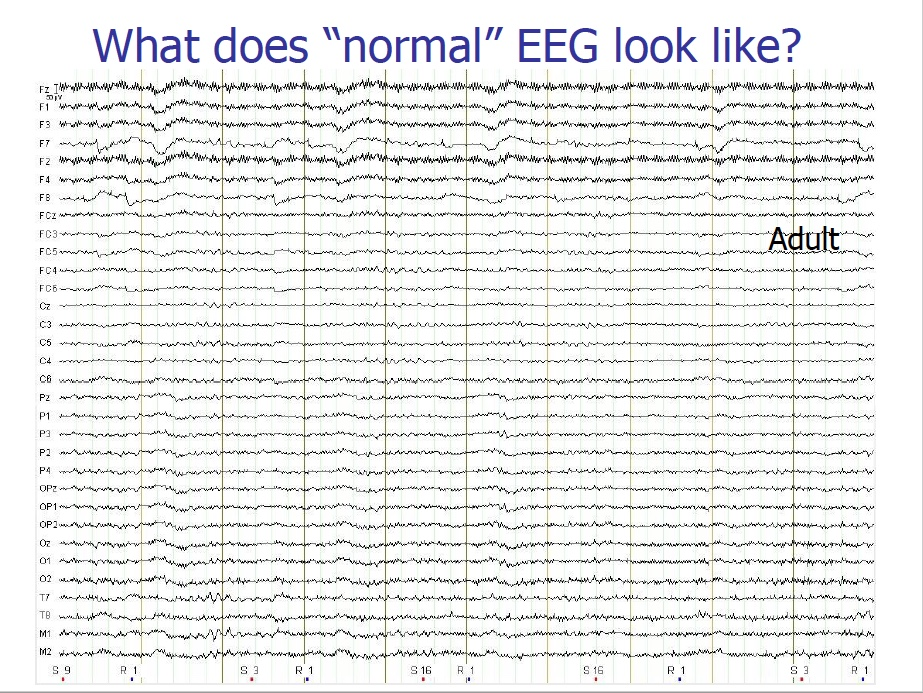 What does “normal” EEG look like?
Fz
F1
F3
F7
F2
F4
F8
FCz
FC3
Adult
FC5
FC4
FC6
Cz
C3
C5
C4
C6
Pz
P1
P3
P2
P4
OPz
OP1
OP2
Oz
O1
O2
T7
T8
M1
M2
S 9 R 1 S 3 R 1 S 16 R 1 S 16 R 1 S 3 R 1